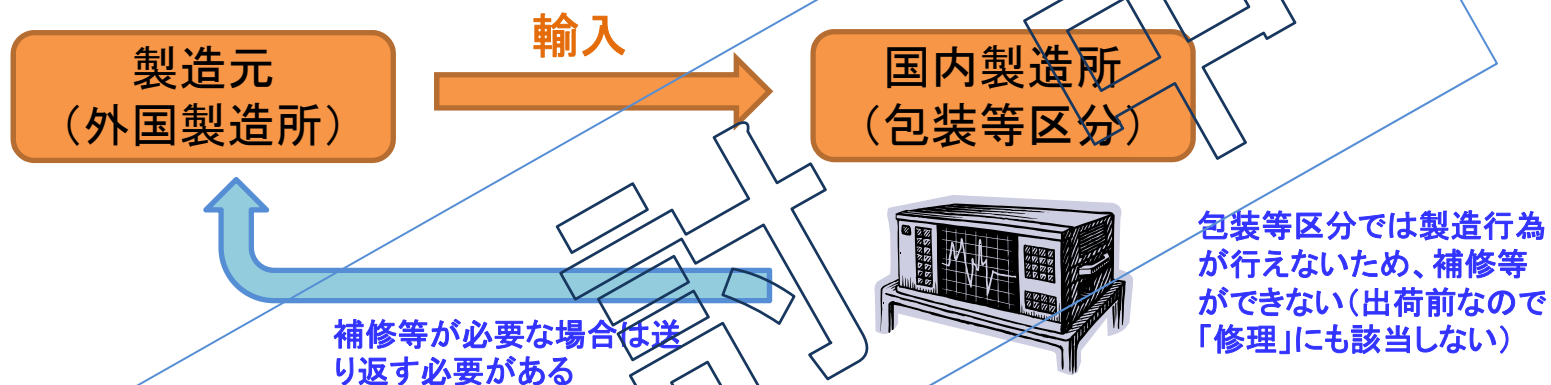 輸入
製造元
（外国製造所）
国内製造所
（包装等区分）
包装等区分では製造行為
が行えないため、補修等
ができない（出荷前なので
「修理」にも該当しない）
補修等が必要な場合は送
り返す必要がある